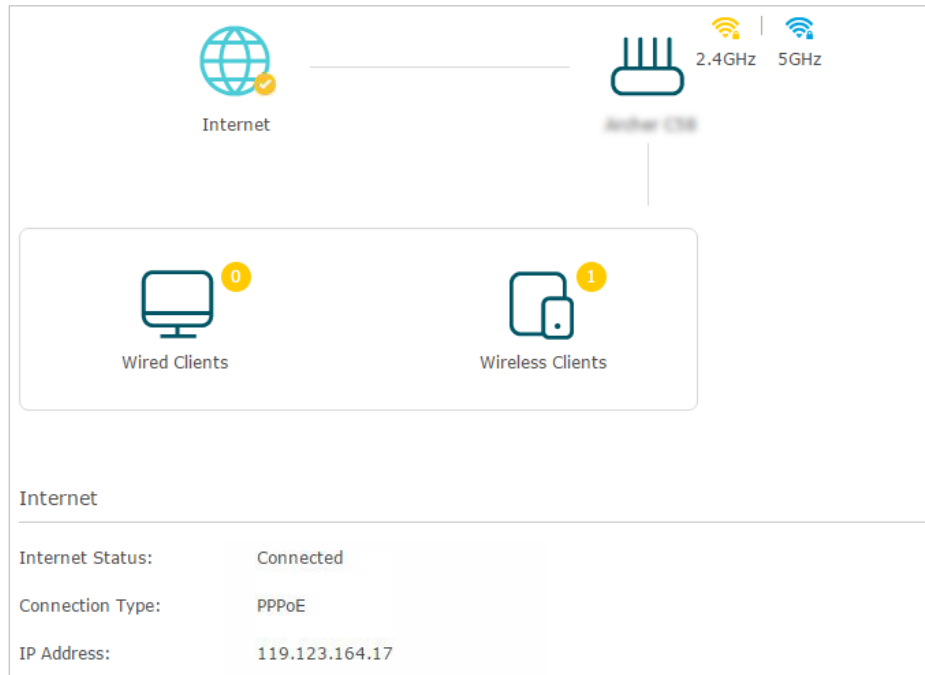 2.4GHz 5GHz
Internet
0
1
Wired Clients
Wireless Clients
Internet
Internet Status: Connected
Connection Type: PPPoE
IP Address: 119.123.164.17